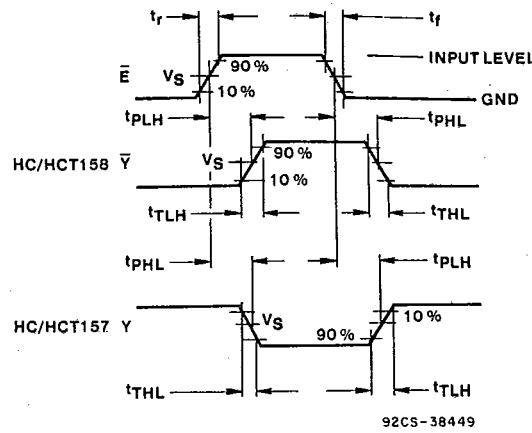 tr
tf
INPUT LEVEL
E
VS
90 %
10 %
GND
tPLH
tPHL
HC/HCT158 Y
VS
90 %
10 %
tTLH
tTHL
tPHL
tPLH
HC/HCT157 Y
VS
90 %
10 %
tTHL
tTLH
92CS-38449